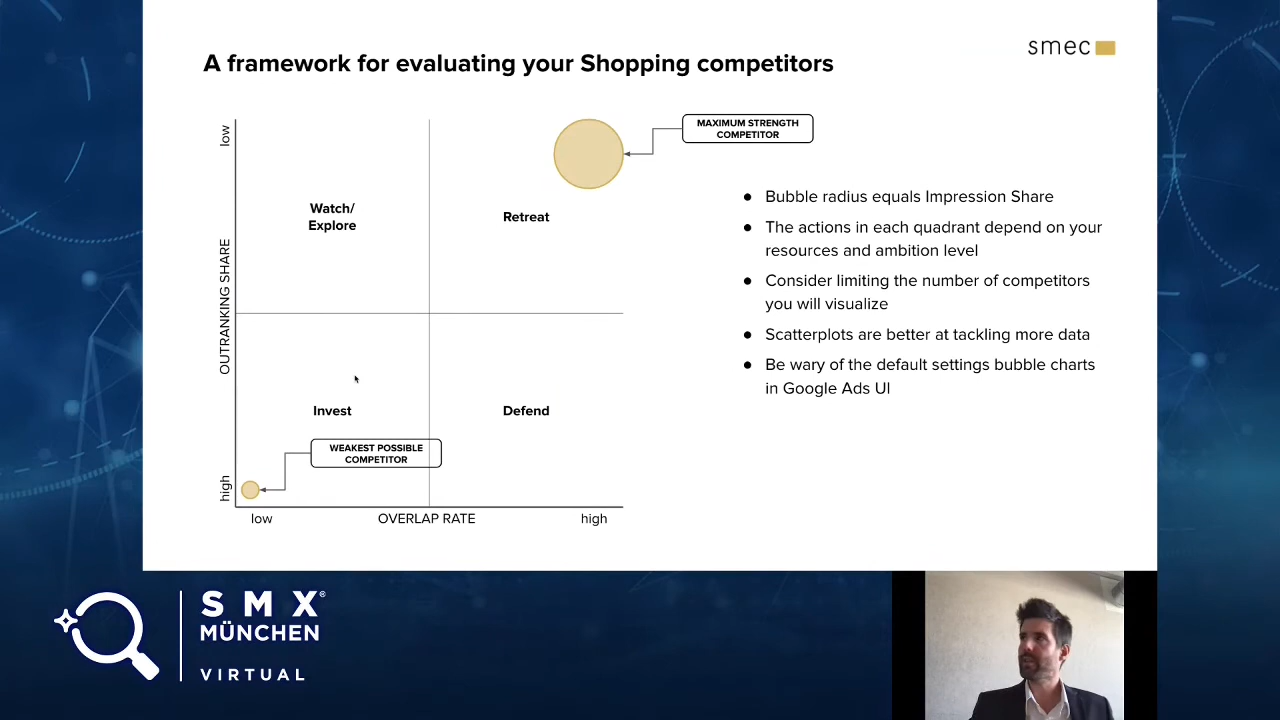 smec
A framework for evaluating your Shopping competitors
low
OUTRANKING SHARE
high
Watch/
Explore
Retreat
MAXIMUM STRENGTH
COMPETITOR
Invest
Defend
WEAKEST POSSIBLE
COMPETITOR
low
OVERLAP RATE
high
● Bubble radius equals Impression Share
● The actions in each quadrant depend on your
resources and ambition level
● Consider limiting the number of competitors
you will visualize
● Scatterplots are better at tackling more data
● Be wary of the default settings bubble charts
in Google Ads UI
SMX®
MÜNCHEN
VIRTUAL